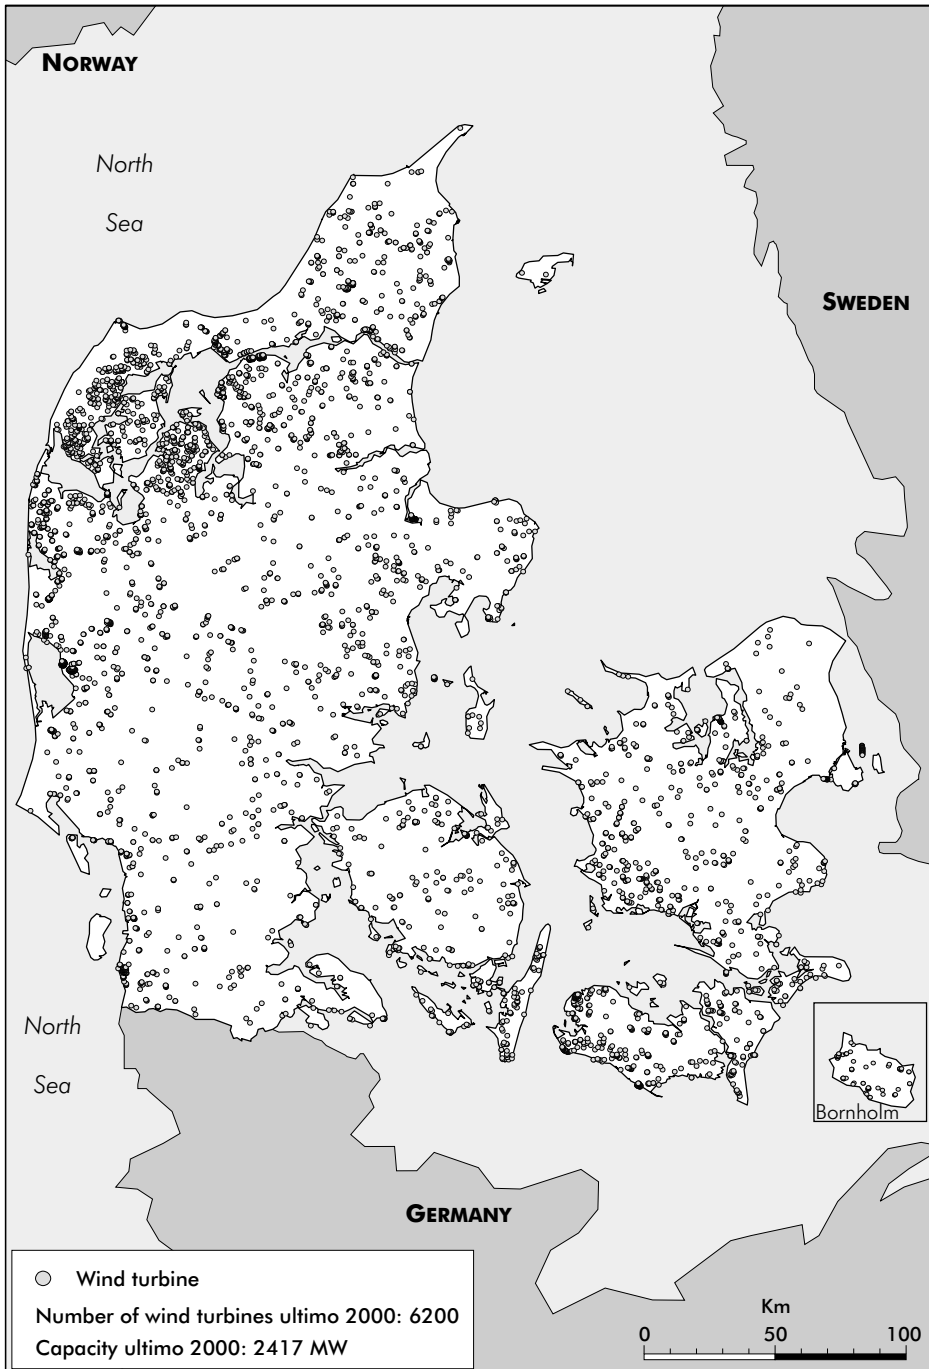 NORWAY
North
Sea
SWEDEN
North
Sea
Bornholm
GERMANY
Wind turbine
Number of wind turbines ultimo 2000: 6200
Capacity ultimo 2000: 2417 MW
Km
0 50 100